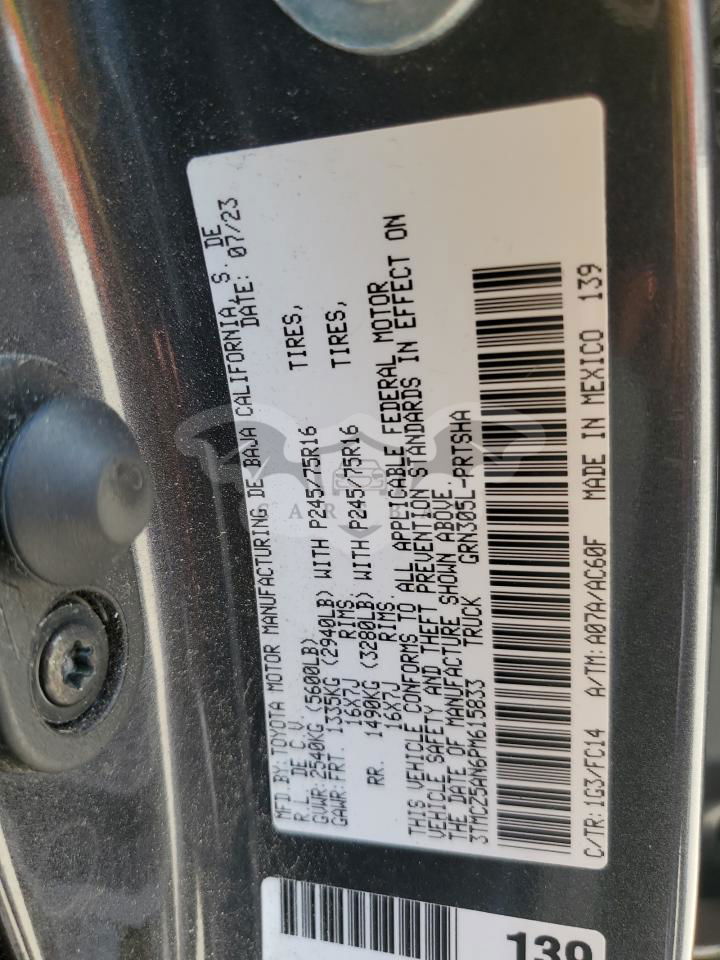 MFD.BY:TOYOTA MOTOR MANUFACTURING DE BAJA CALIFORNIA, S. DE
R.L. DE C.V. DATE: 07/23
GVWR:2540KG (5600LB)
GAWR:FRT. 1335KG (2940LB) WITH P245/75R16 TIRES,
16X7J RIMS
RR. 1490KG (3280LB) WITH P245/75R16 TIRES,
16X7J RIMS.
THIS VEHICLE CONFORMS TO ALL APPLICABLE FEDERAL MOTOR
VEHICLE SAFETY AND THEFT PREVENTION STANDARDS IN EFFECT ON
THE DATE OF MANUFACTURE SHOWN ABOVE.
3TMCZ5AN6PM615833 TRUCK GRN305L-PRTSHA
C/TR:1G3/FC14 A/TM:A07A/AC60F MADE IN MEXICO 139
139